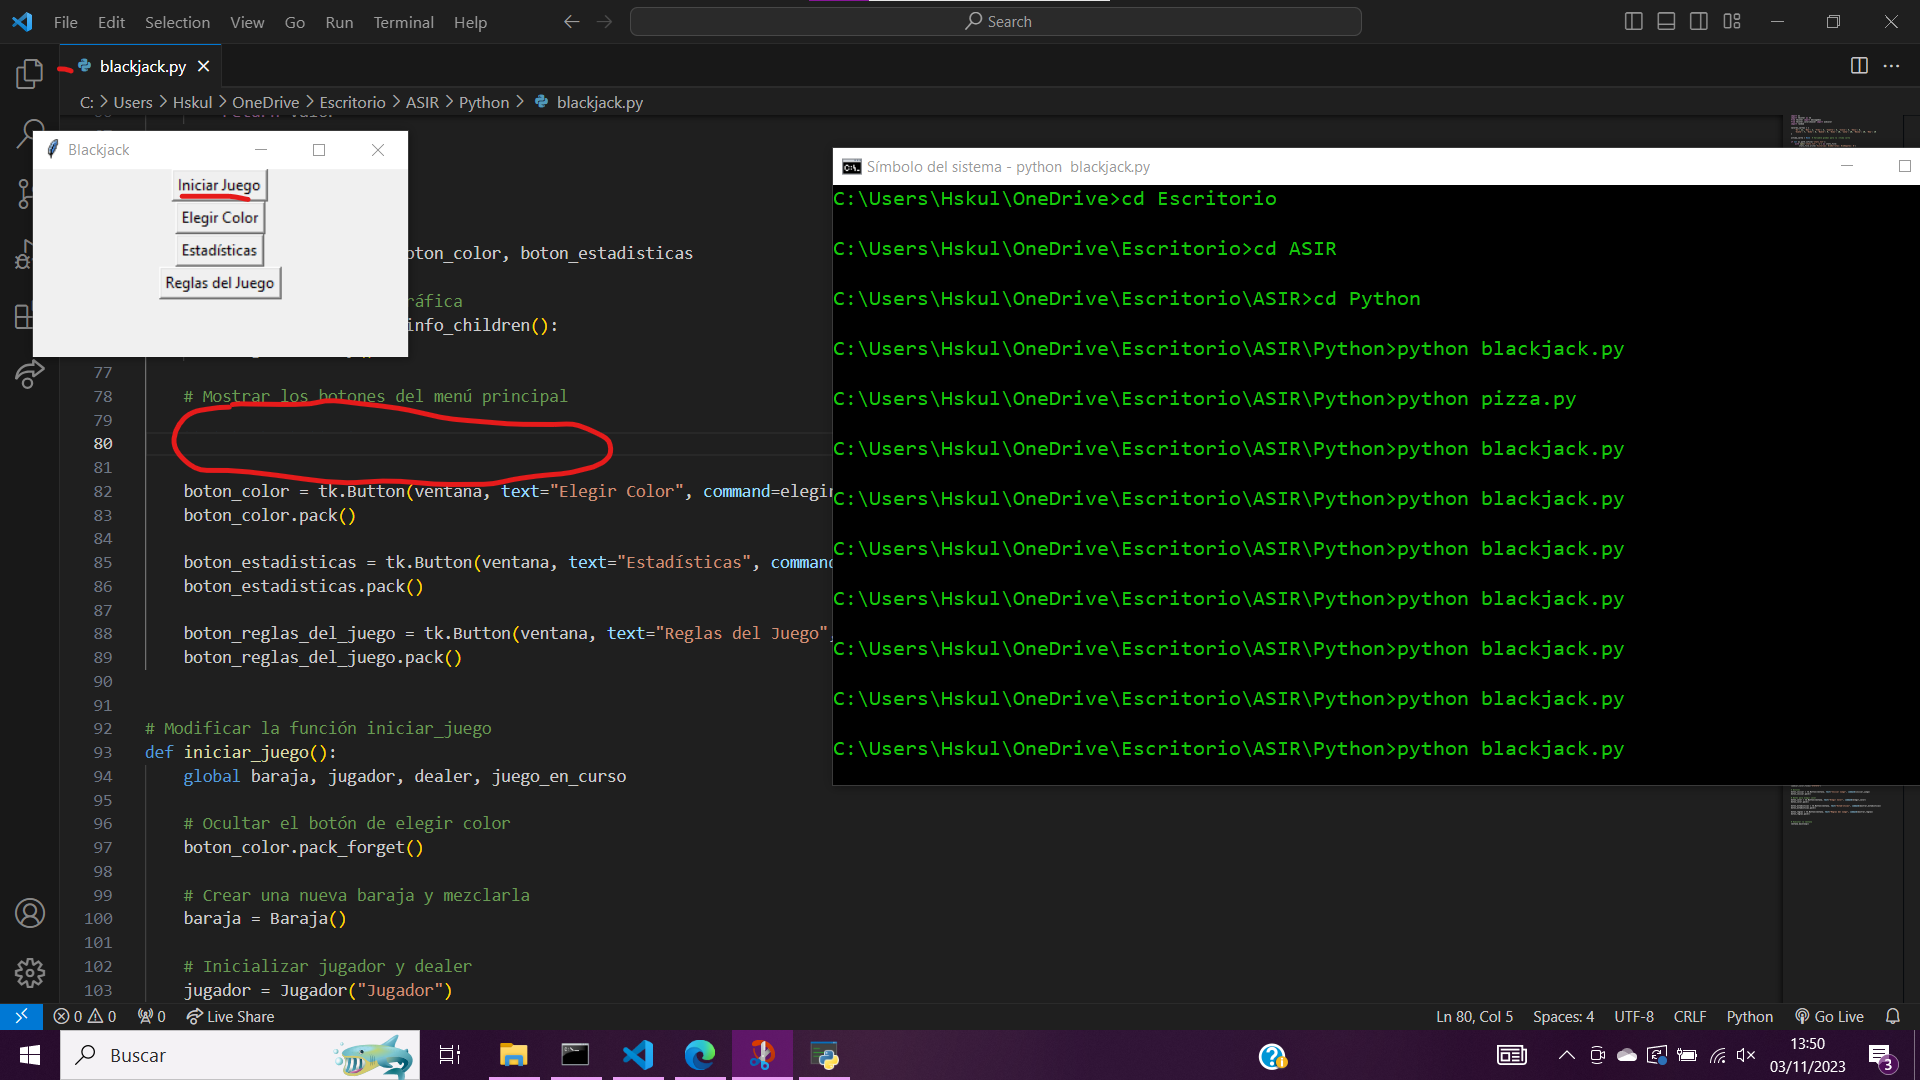 File Edit Selection View Go Run Terminal Help
Search
blackjack.py
C: > Users > Hskul > OneDrive > Escritorio > ASIR > Python > blackjack.py
Blackjack
Iniciar Juego
Elegir Color
Estadísticas
Reglas del Juego
oton_color, boton_estadisticas
ráfica
info_children():
77
78 # Mostrar los botones del menú principal
79
80
81
82 boton_color = tk.Button(ventana, text="Elegir Color", command=elegir
83 boton_color.pack()
84
85 boton_estadisticas = tk.Button(ventana, text="Estadísticas", command
86 boton_estadisticas.pack()
87
88 boton_reglas_del_juego = tk.Button(ventana, text="Reglas del Juego",
89 boton_reglas_del_juego.pack()
90
91
92 # Modificar la función iniciar_juego
93 def iniciar_juego():
94 global baraja, jugador, dealer, juego_en_curso
95
96 # Ocultar el botón de elegir color
97 boton_color.pack_forget()
98
99 # Crear una nueva baraja y mezclarla
100 baraja = Baraja()
101
102 # Inicializar jugador y dealer
103 jugador = Jugador("Jugador")
Símbolo del sistema - python blackjack.py
C:\Users\Hskul\OneDrive>cd Escritorio
C:\Users\Hskul\OneDrive\Escritorio>cd ASIR
C:\Users\Hskul\OneDrive\Escritorio\ASIR>cd Python
C:\Users\Hskul\OneDrive\Escritorio\ASIR\Python>python blackjack.py
C:\Users\Hskul\OneDrive\Escritorio\ASIR\Python>python pizza.py
C:\Users\Hskul\OneDrive\Escritorio\ASIR\Python>python blackjack.py
C:\Users\Hskul\OneDrive\Escritorio\ASIR\Python>python blackjack.py
C:\Users\Hskul\OneDrive\Escritorio\ASIR\Python>python blackjack.py
C:\Users\Hskul\OneDrive\Escritorio\ASIR\Python>python blackjack.py
C:\Users\Hskul\OneDrive\Escritorio\ASIR\Python>python blackjack.py
C:\Users\Hskul\OneDrive\Escritorio\ASIR\Python>python blackjack.py
C:\Users\Hskul\OneDrive\Escritorio\ASIR\Python>python blackjack.py
0 0 0 Live Share
Ln 80, Col 5 Spaces: 4 UTF-8 CRLF Python Go Live
Buscar
13:50
03/11/2023
3